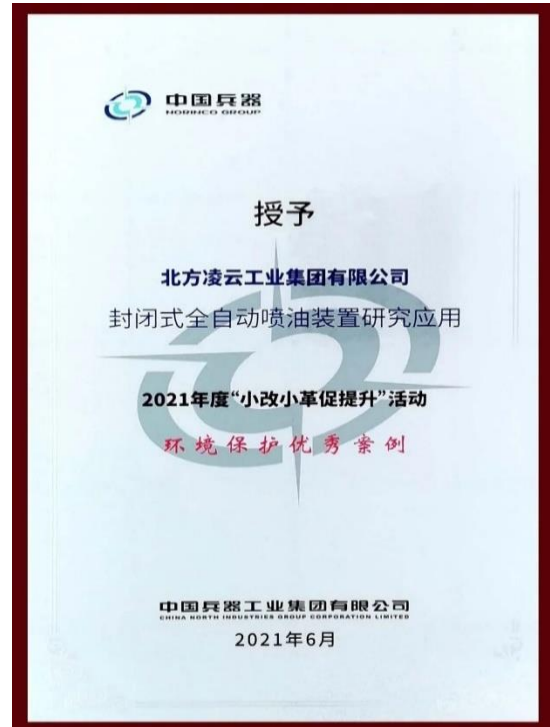 中国兵器
NORINCO GROUP
授予
北方凌云工业集团有限公司
封闭式全自动喷油装置研究应用
2021年度“小改小革促提升”活动
环境保护优秀案例
中国兵器工业集团有限公司
CHINA NORTH INDUSTRIES GROUP CORPORATION LIMITED
2021年6月